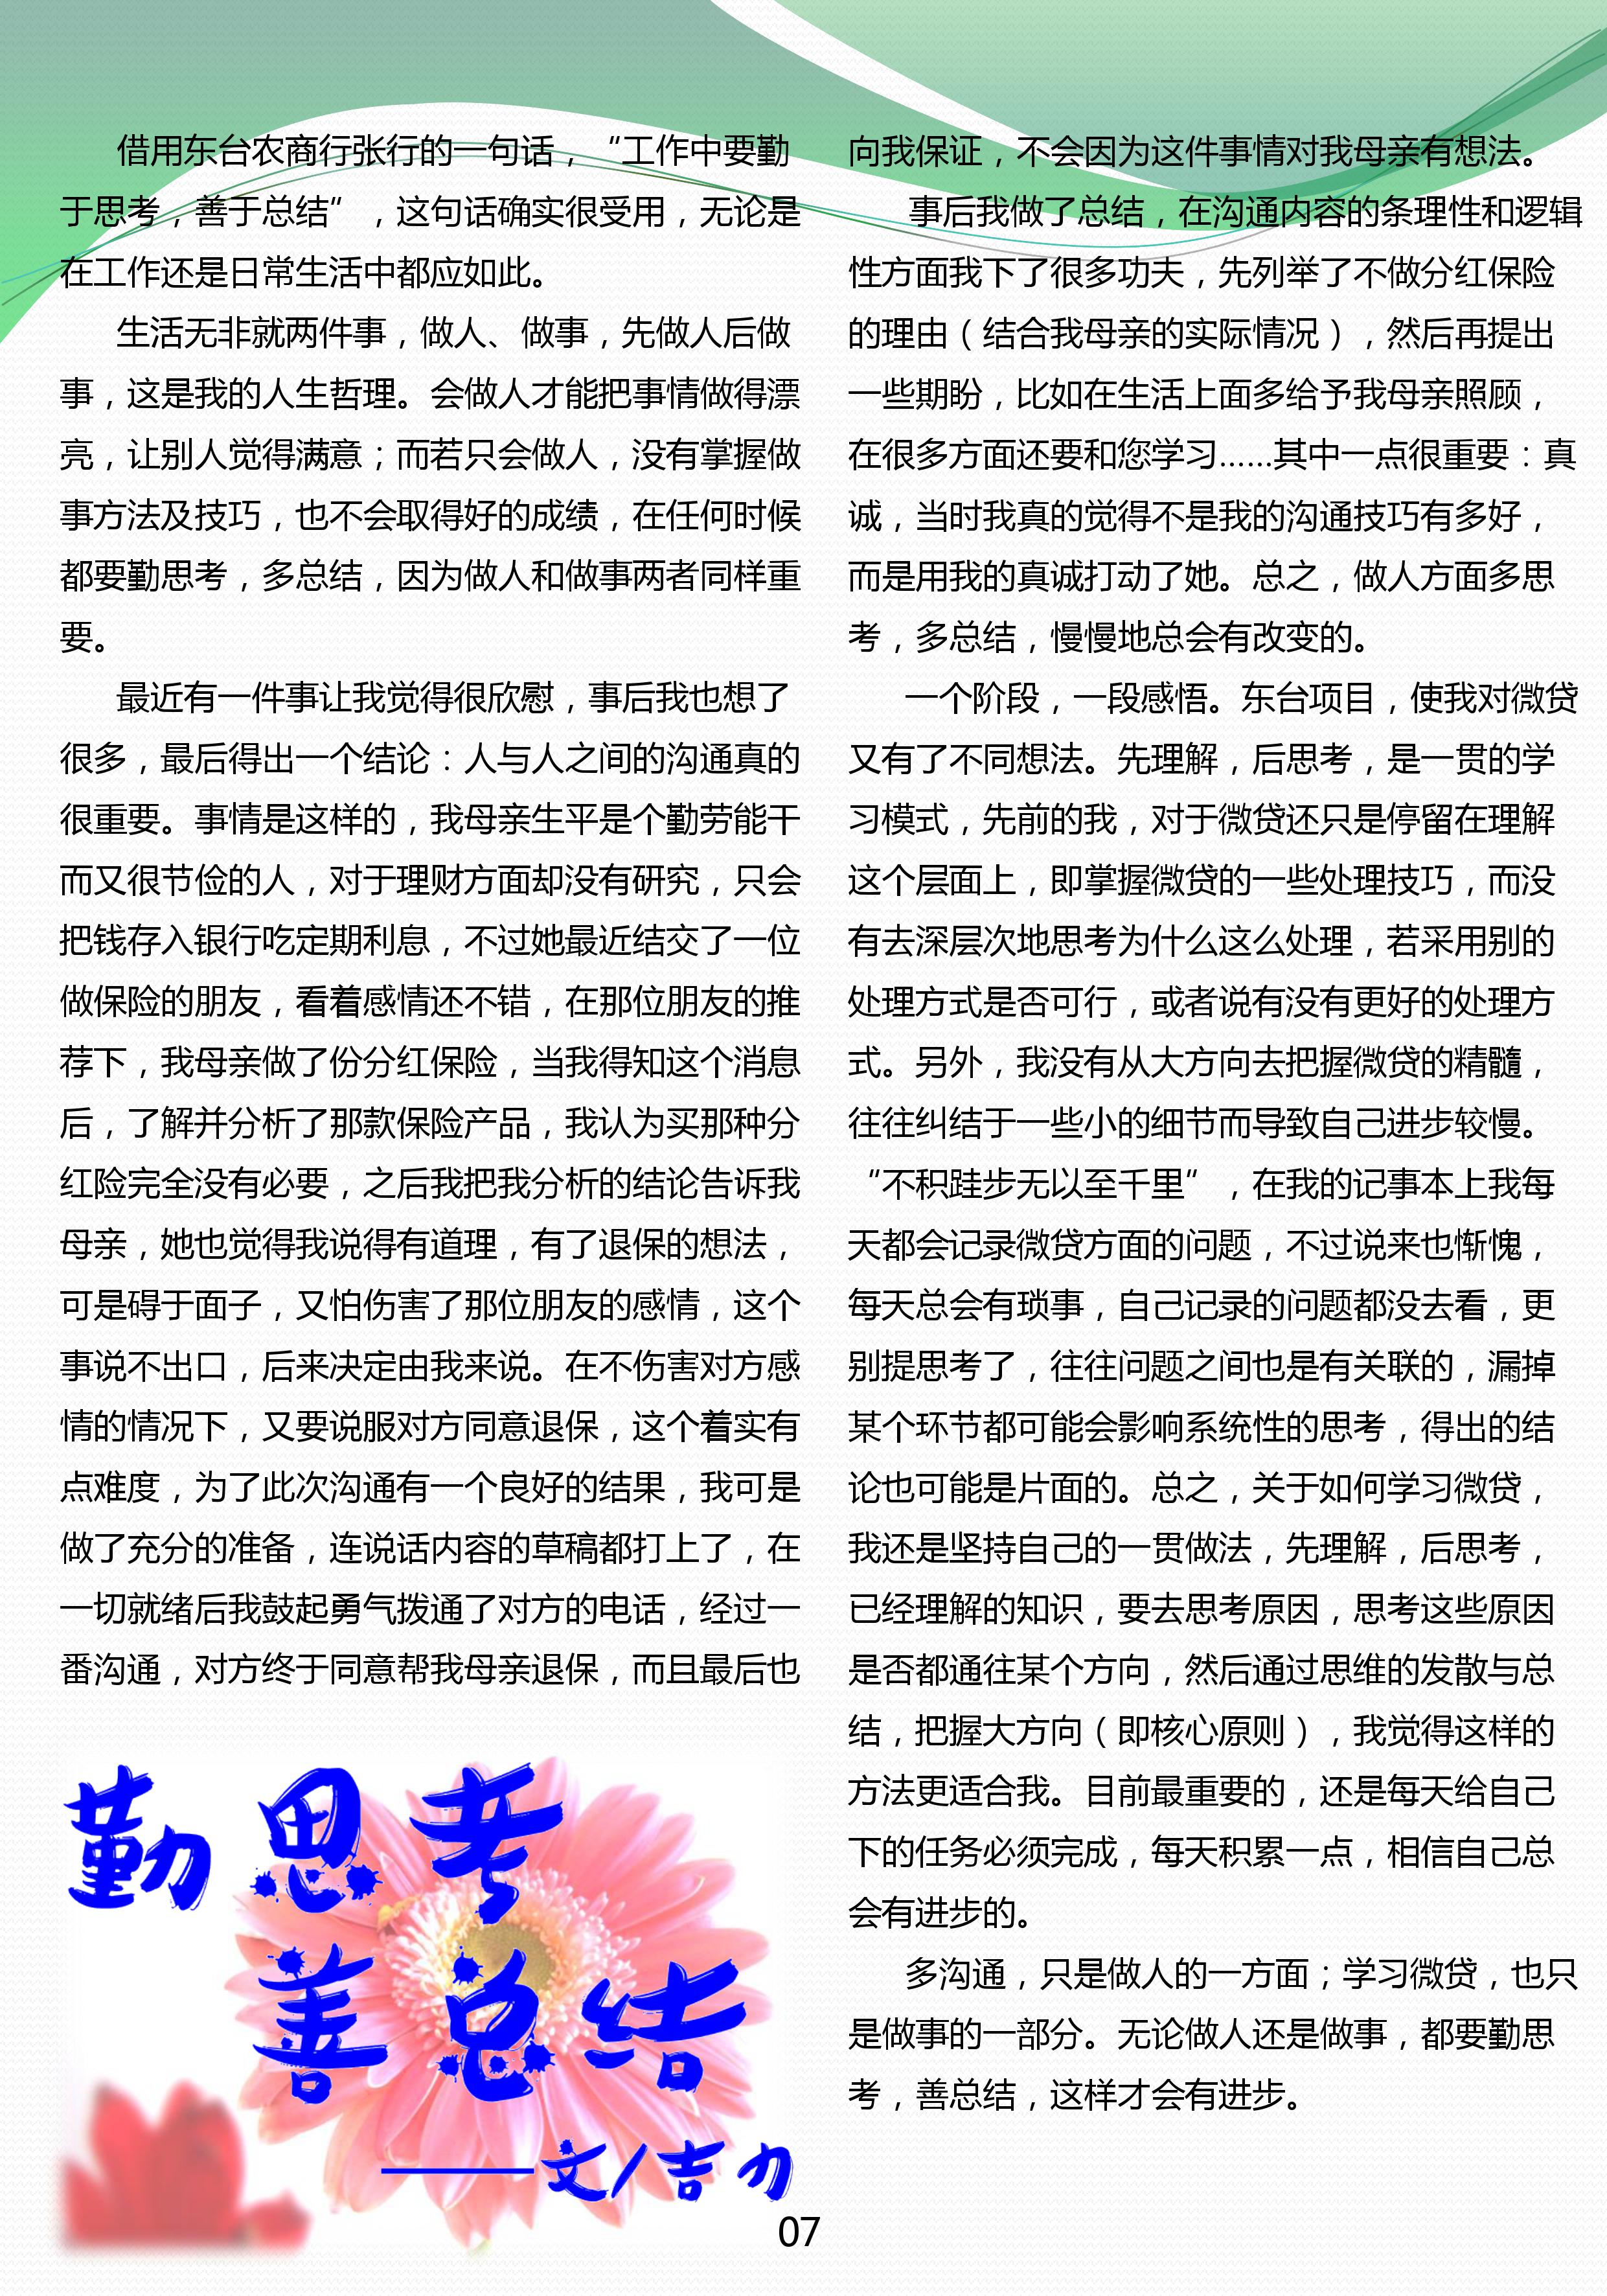 借用东台农商行张行的一句话，“工作中要勤
于思考，善于总结”，这句话确实很受用，无论是
在工作还是日常生活中都应如此。
生活无非就两件事，做人、做事，先做人后做
事，这是我的人生哲理。会做人才能把事情做得漂
亮，让别人觉得满意；而若只会做人，没有掌握做
事方法及技巧，也不会取得好的成绩，在任何时候
都要勤思考，多总结，因为做人和做事两者同样重
要。
最近有一件事让我觉得很欣慰，事后我也想了
很多，最后得出一个结论：人与人之间的沟通真的
很重要。事情是这样的，我母亲生平是个勤劳能干
而又很节俭的人，对于理财方面却没有研究，只会
把钱存入银行吃定期利息，不过她最近结交了一位
做保险的朋友，看着感情还不错，在那位朋友的推
荐下，我母亲做了份分红保险，当我得知这个消息
后，了解并分析了那款保险产品，我认为买那种分
红险完全没有必要，之后我把我分析的结论告诉我
母亲，她也觉得我说得有道理，有了退保的想法，
可是碍于面子，又怕伤害了那位朋友的感情，这个
事说不出口，后来决定由我来说。在不伤害对方感
情的情况下，又要说服对方同意退保，这个着实有
点难度，为了此次沟通有一个良好的结果，我可是
做了充分的准备，连说话内容的草稿都打上了，在
一切就绪后我鼓起勇气拨通了对方的电话，经过一
番沟通，对方终于同意帮我母亲退保，而且最后也
向我保证，不会因为这件事情对我母亲有想法。
事后我做了总结，在沟通内容的条理性和逻辑
性方面我下了很多功夫，先列举了不做分红保险
的理由（结合我母亲的实际情况），然后再提出
一些期盼，比如在生活上面多给予我母亲照顾，
在很多方面还要和您学习……其中一点很重要：真
诚，当时我真的觉得不是我的沟通技巧有多好，
而是用我的真诚打动了她。总之，做人方面多思
考，多总结，慢慢地总会有改变的。
一个阶段，一段感悟。东台项目，使我对微贷
又有了不同想法。先理解，后思考，是一贯的学
习模式，先前的我，对于微贷还只是停留在理解
这个层面上，即掌握微贷的一些处理技巧，而没
有去深层次地思考为什么这么处理，若采用别的
处理方式是否可行，或者说有没有更好的处理方
式。另外，我没有从大方向去把握微贷的精髓，
往往纠结于一些小的细节而导致自己进步较慢。
“不积跬步无以至千里”，在我的记事本上我每
天都会记录微贷方面的问题，不过说来也惭愧，
每天总会有琐事，自己记录的问题都没去看，更
别提思考了，往往问题之间也是有关联的，漏掉
某个环节都可能会影响系统性的思考，得出的结
论也可能是片面的。总之，关于如何学习微贷，
我还是坚持自己的一贯做法，先理解，后思考，
已经理解的知识，要去思考原因，思考这些原因
是否都通往某个方向，然后通过思维的发散与总
结，把握大方向（即核心原则），我觉得这样的
方法更适合我。目前最重要的，还是每天给自己
下的任务必须完成，每天积累一点，相信自己总
会有进步的。
多沟通，只是做人的一方面；学习微贷，也只
是做事的一部分。无论做人还是做事，都要勤思
考，善总结，这样才会有进步。
勤思考
善总结
——文/吉力
07